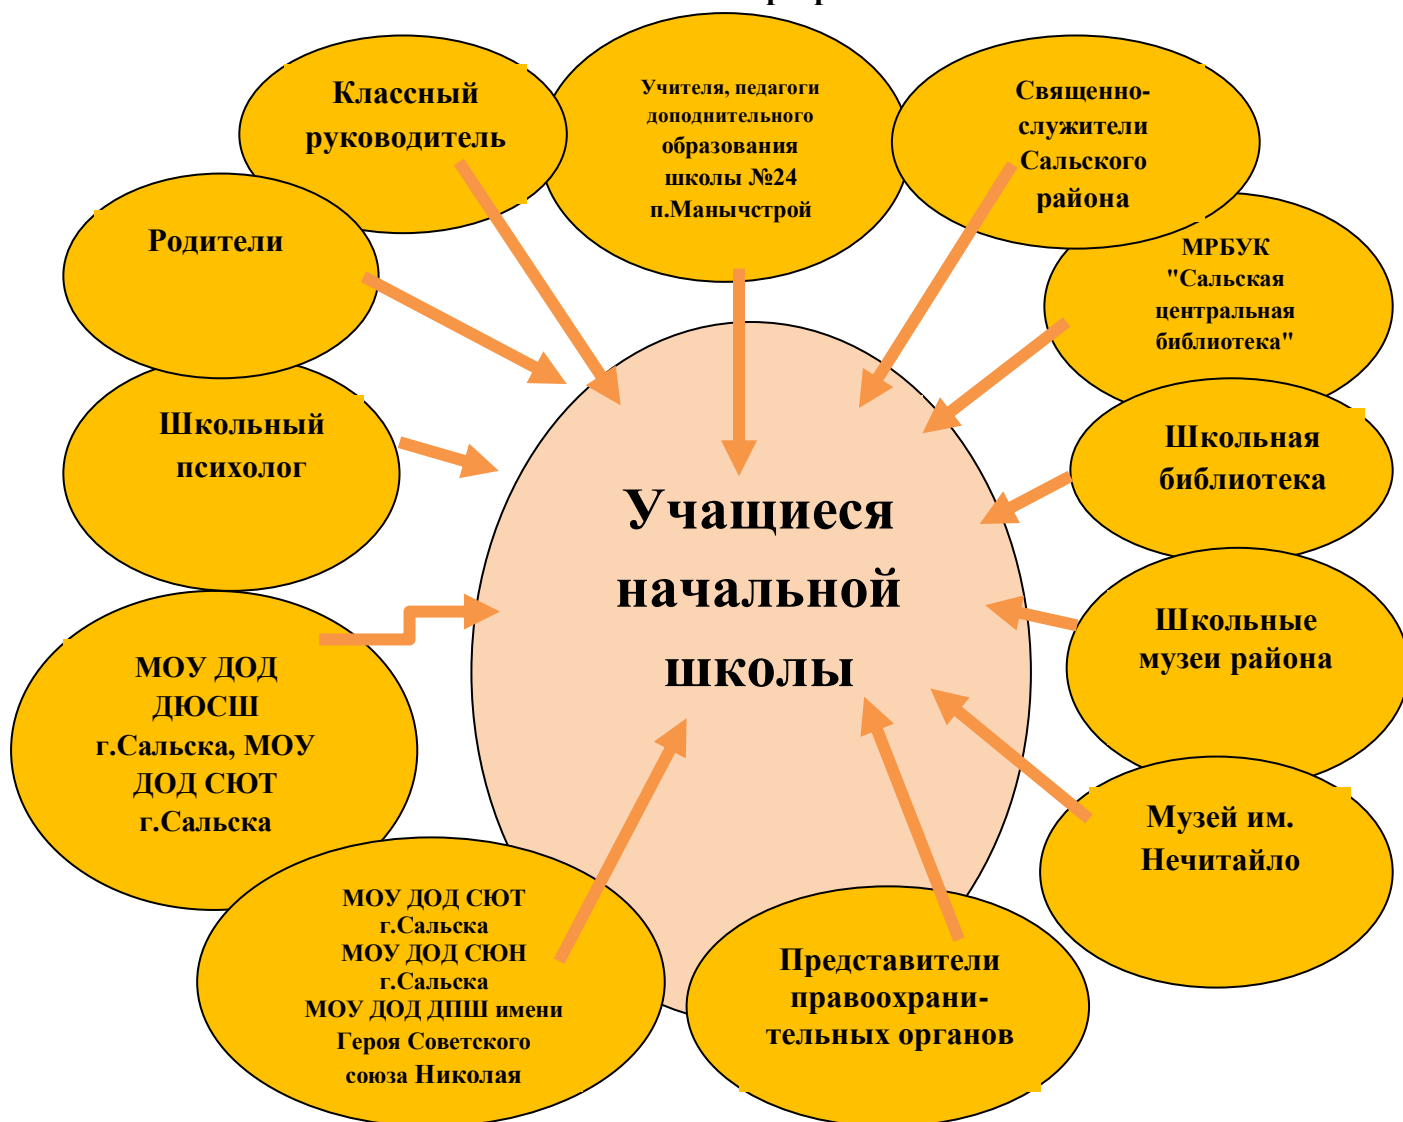 Классный
руководитель
Учителя, педагоги
доподнительного
образования
школы №24
п.Манычстрой
Священно-
служители
Сальского
района
Родители
МРБУК
"Сальская
центральная
библиотека"
Школьный
психолог
Школьная
библиотека
Учащиеся
начальной
школы
Школьные
музеи района
МОУ ДОД
ДЮСШ
г.Сальска, МОУ
ДОД СЮТ
г.Сальска
Музей им.
Нечитайло
МОУ ДОД СЮТ
г.Сальска
МОУ ДОД СЮН
г.Сальска
МОУ ДОД ДПШ имени
Героя Советского
союза Николая
Представители
правоохрани-
тельных органов